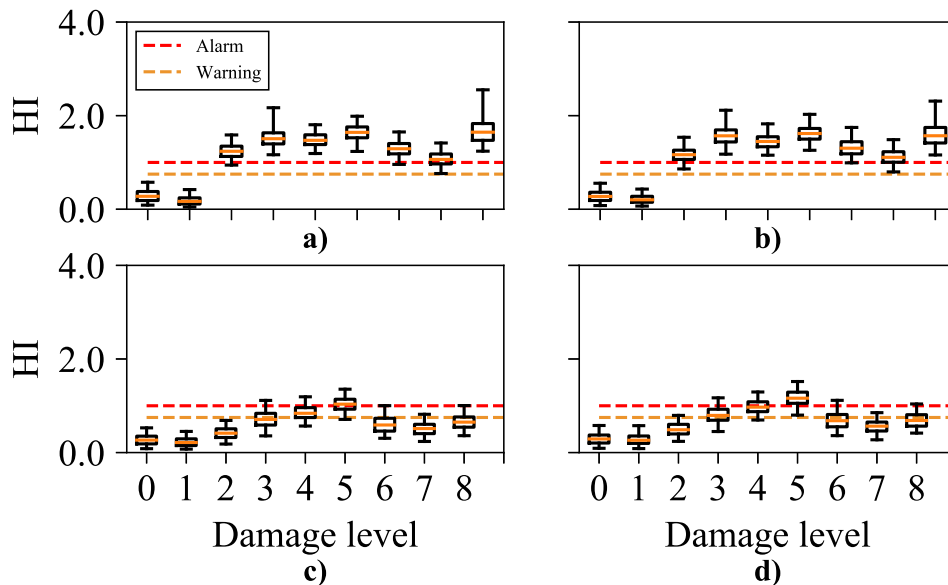 4.0
Alarm
Warning
HI
2.0
0.0
a)
b)
4.0
HI
2.0
0.0
0 1 2 3 4 5 6 7 8
0 1 2 3 4 5 6 7 8
Damage level
Damage level
c)
d)